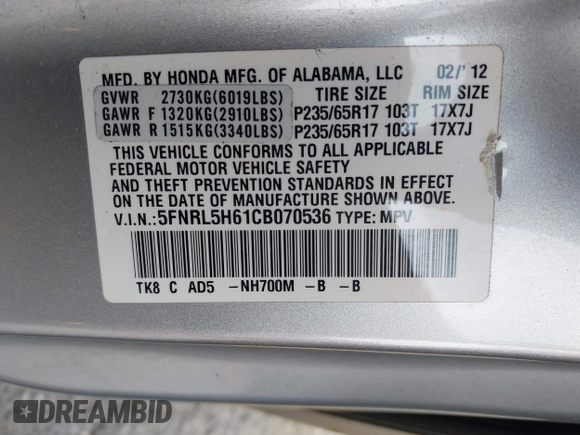 MFD. BY HONDA MFG. OF ALABAMA, LLC 02/'12
GVWR 2730KG(6019LBS) TIRE SIZE RIM SIZE
GAWR F 1320KG(2910LBS) P235/65R17 103T 17X7J
GAWR R 1515KG(3340LBS) P235/65R17 103T 17X7J
THIS VEHICLE CONFORMS TO ALL APPLICABLE
FEDERAL MOTOR VEHICLE SAFETY
AND THEFT PREVENTION STANDARDS IN EFFECT
ON THE DATE OF MANUFACTURE SHOWN ABOVE.
V.I.N.:5FNRL5H61CB070536 TYPE: MPV
TK8 C AD5 -NH700M -B -B
DREAMBID